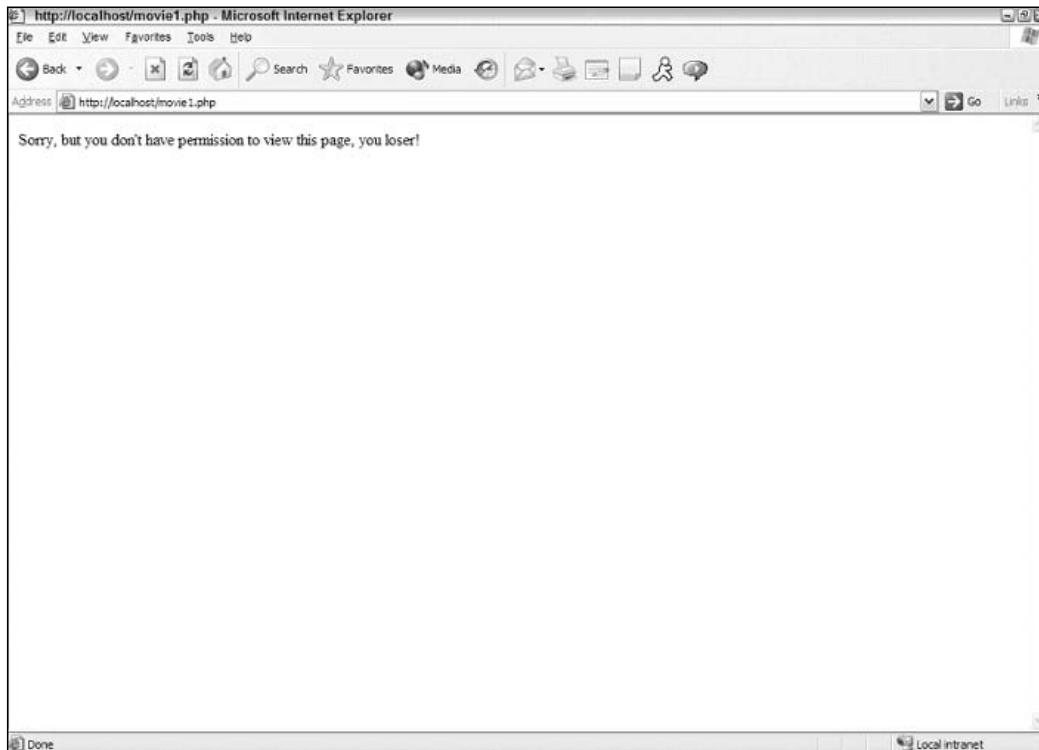 http://localhost/movie1.php - Microsoft Internet Explorer
File Edit View Favorites Tools Help
Back Search Favorites Media
Address http://localhost/movie1.php Go Links
Sorry, but you don't have permission to view this page, you loser!
Done Local intranet